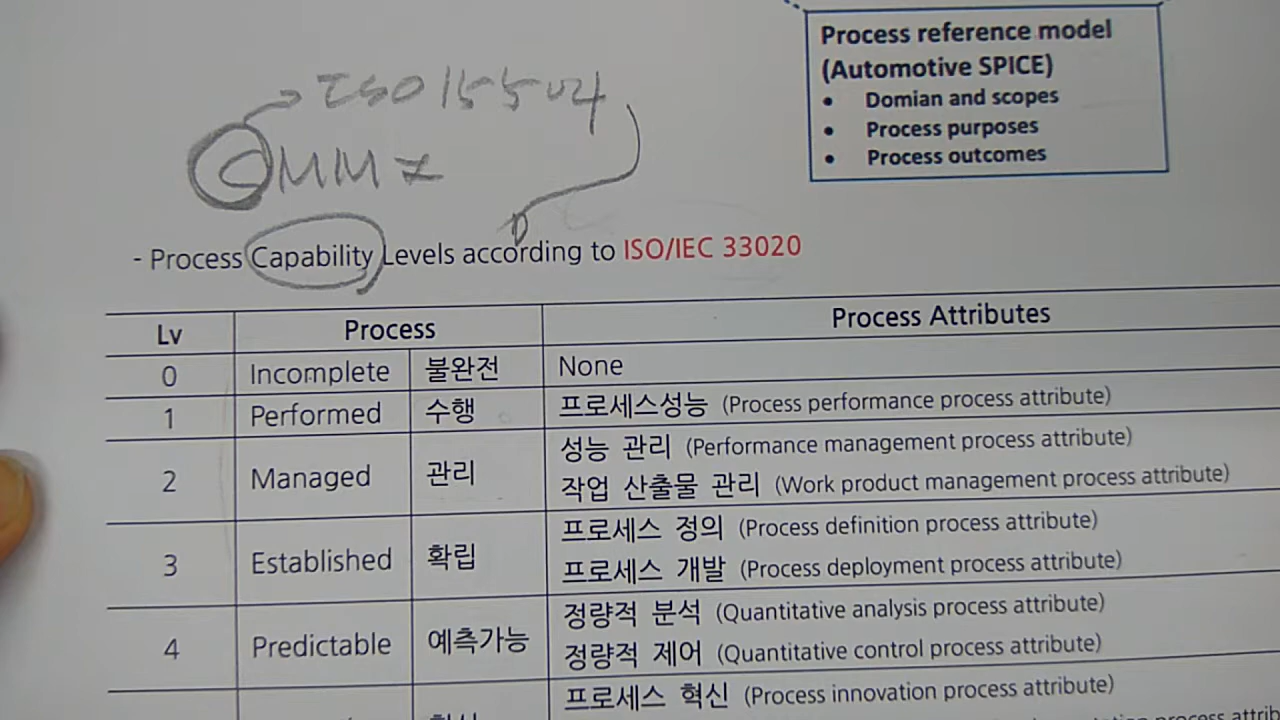 Process reference model
(Automotive SPICE)
• Domian and scopes
• Process purposes
• Process outcomes
ISO 15504
CMMI
- Process Capability Levels according to ISO/IEC 33020
Lv Process Process Attributes
0 Incomplete 불완전 None
1 Performed 수행 프로세스성능 (Process performance process attribute)
2 Managed 관리 성능 관리 (Performance management process attribute)
작업 산출물 관리 (Work product management process attribute)
3 Established 확립 프로세스 정의 (Process definition process attribute)
프로세스 개발 (Process deployment process attribute)
4 Predictable 예측가능 정량적 분석 (Quantitative analysis process attribute)
정량적 제어 (Quantitative control process attribute)
프로세스 혁신 (Process innovation process attribute)